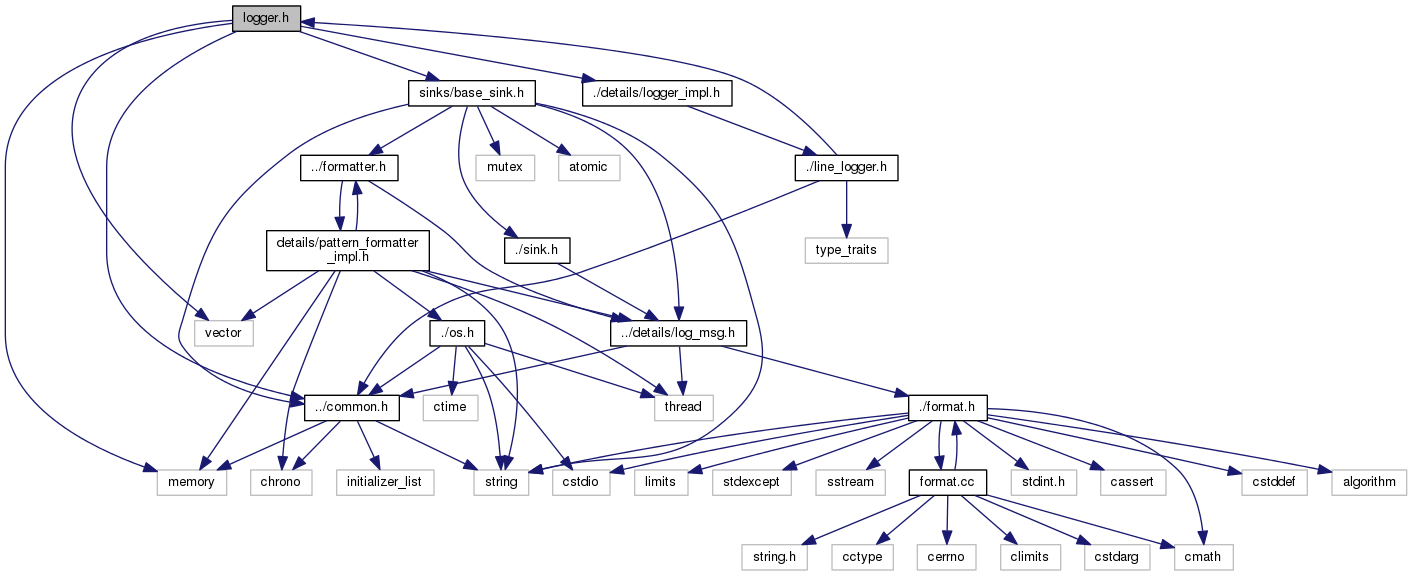 logger.h
sinks/base_sink.h
./details/logger_impl.h
../formatter.h
mutex
atomic
./line_logger.h
details/pattern_formatter
_impl.h
./sink.h
type_traits
vector
./os.h
../details/log_msg.h
../common.h
ctime
thread
./format.h
memory
chrono
initializer_list
string
cstdio
limits
stdexcept
sstream
format.cc
stdint.h
cassert
cstddef
algorithm
string.h
cctype
cerrno
climits
cstdarg
cmath